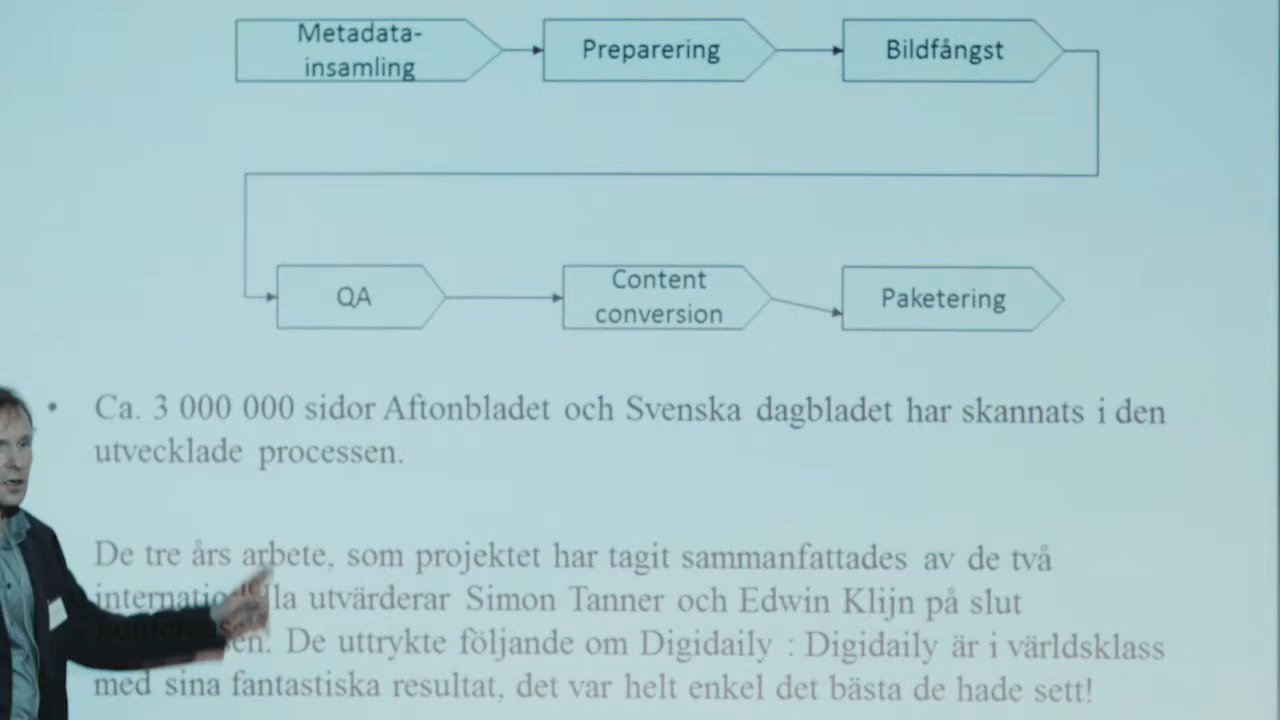 Metadata-
insamling
Preparering
Bildfångst
QA
Content
conversion
Paketering
• Ca. 3 000 000 sidor Aftonbladet och Svenska dagbladet har skannats i den
utvecklade processen.
De tre års arbete, som projektet har tagit sammanfattades av de två
internationella utvärderar Simon Tanner och Edwin Klijn på slut
konferensen. De uttrykte följande om Digidaily : Digidaily är i världsklass
med sina fantastiska resultat, det var helt enkel det bästa de hade sett!